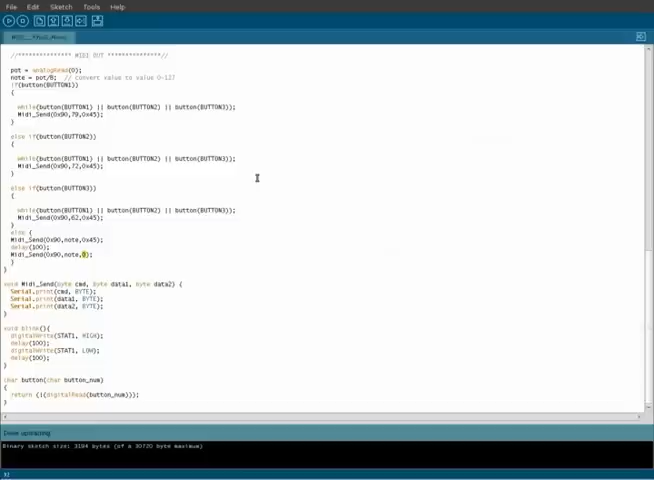 File Edit Sketch Tools Help
//*************** MIDI OUT ***************//
pot = analogRead(0);
note = pot/8; // convert value to value 0-127
if(button(BUTTON1))
{
while(button(BUTTON1) || button(BUTTON2) || button(BUTTON3));
Midi_Send(0x90,79,0x45);
}
else if(button(BUTTON2))
{
while(button(BUTTON1) || button(BUTTON2) || button(BUTTON3));
Midi_Send(0x90,72,0x45);
}
else if(button(BUTTON3))
{
while(button(BUTTON1) || button(BUTTON2) || button(BUTTON3));
Midi_Send(0x90,62,0x45);
}
else {
Midi_Send(0x90,note,0x45);
delay(100);
Midi_Send(0x90,note,0);
}
}
void Midi_Send(byte cmd, byte data1, byte data2) {
Serial.print(cmd, BYTE);
Serial.print(data1, BYTE);
Serial.print(data2, BYTE);
}
void blink(){
digitalWrite(STAT1, HIGH);
delay(100);
digitalWrite(STAT1, LOW);
delay(100);
}
char button(char button_num)
{
return (!(digitalRead(button_num)));
}
Done uploading
Binary sketch size: 3194 bytes (of a 30720 byte maximum)